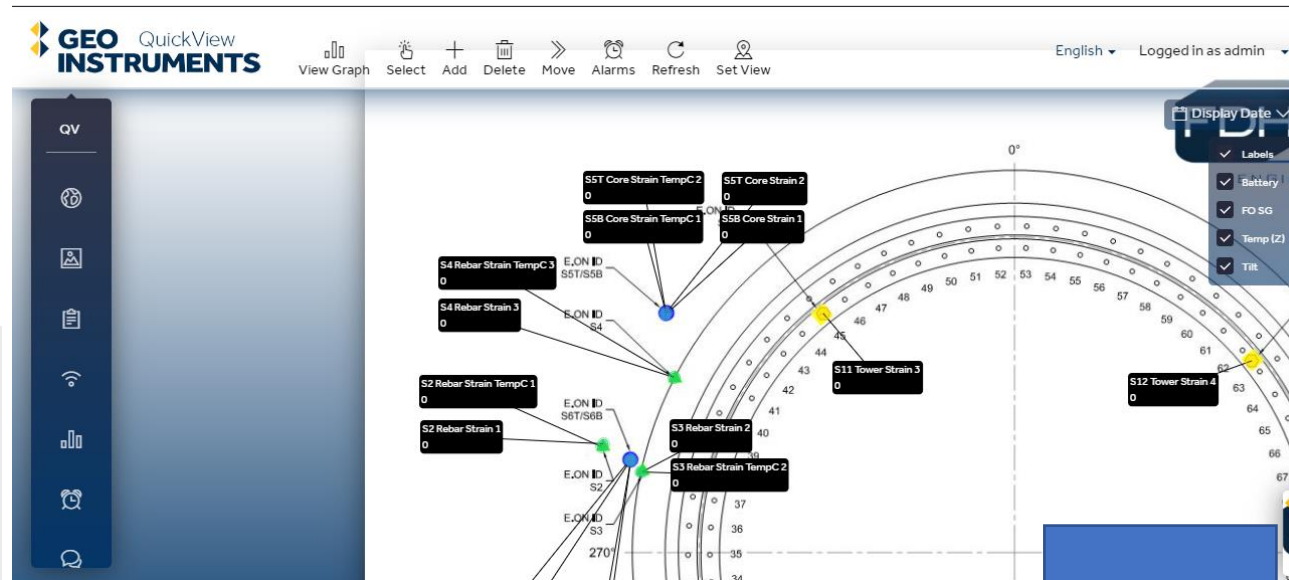 GEO QuickView
INSTRUMENTS
View Graph
Select
Add
Delete
Move
Alarms
Refresh
Set View
English
Logged in as admin
QV
Display Date
Labels
Battery
FO SG
Temp (Z)
Tilt
0°
S5T Core Strain TempC 2
0
S5T Core Strain 2
0
S5B Core Strain TempC 1
0
S5B Core Strain 1
0
E.ON ID
S5T/S5B
S4 Rebar Strain TempC 3
0
S4 Rebar Strain 3
0
E.ON ID
S4
S11 Tower Strain 3
0
S12 Tower Strain 4
0
S2 Rebar Strain TempC 1
0
S2 Rebar Strain 1
0
E.ON ID
S6T/S6B
S3 Rebar Strain 2
0
S3 Rebar Strain TempC 2
0
E.ON ID
S2
E.ON ID
S3
270°
34
35
36
37
39
40
41
42
43
44
45
46
47
48
49
50
51
52
53
54
55
56
57
58
59
60
61
62
63
64
65
66
67